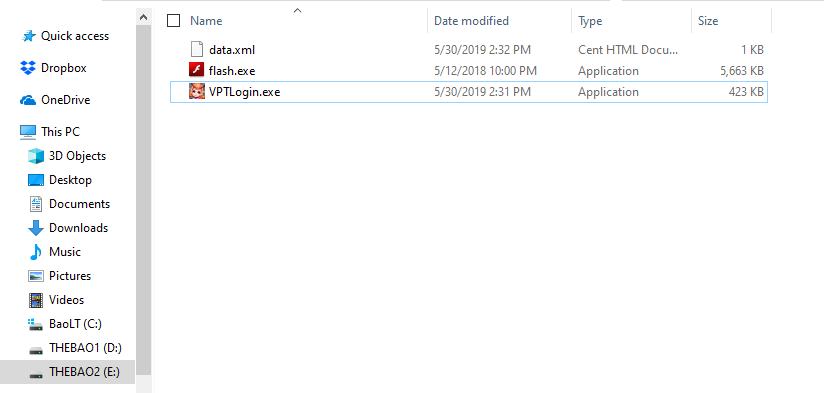 Name Date modified Type Size
Quick access
Dropbox
OneDrive
This PC
3D Objects
Desktop
Documents
Downloads
Music
Pictures
Videos
BaoLT (C:)
THEBAO1 (D:)
THEBAO2 (E:)
data.xml 5/30/2019 2:32 PM Cent HTML Docu... 1 KB
flash.exe 5/12/2018 10:00 PM Application 5,663 KB
VPTLogin.exe 5/30/2019 2:31 PM Application 423 KB